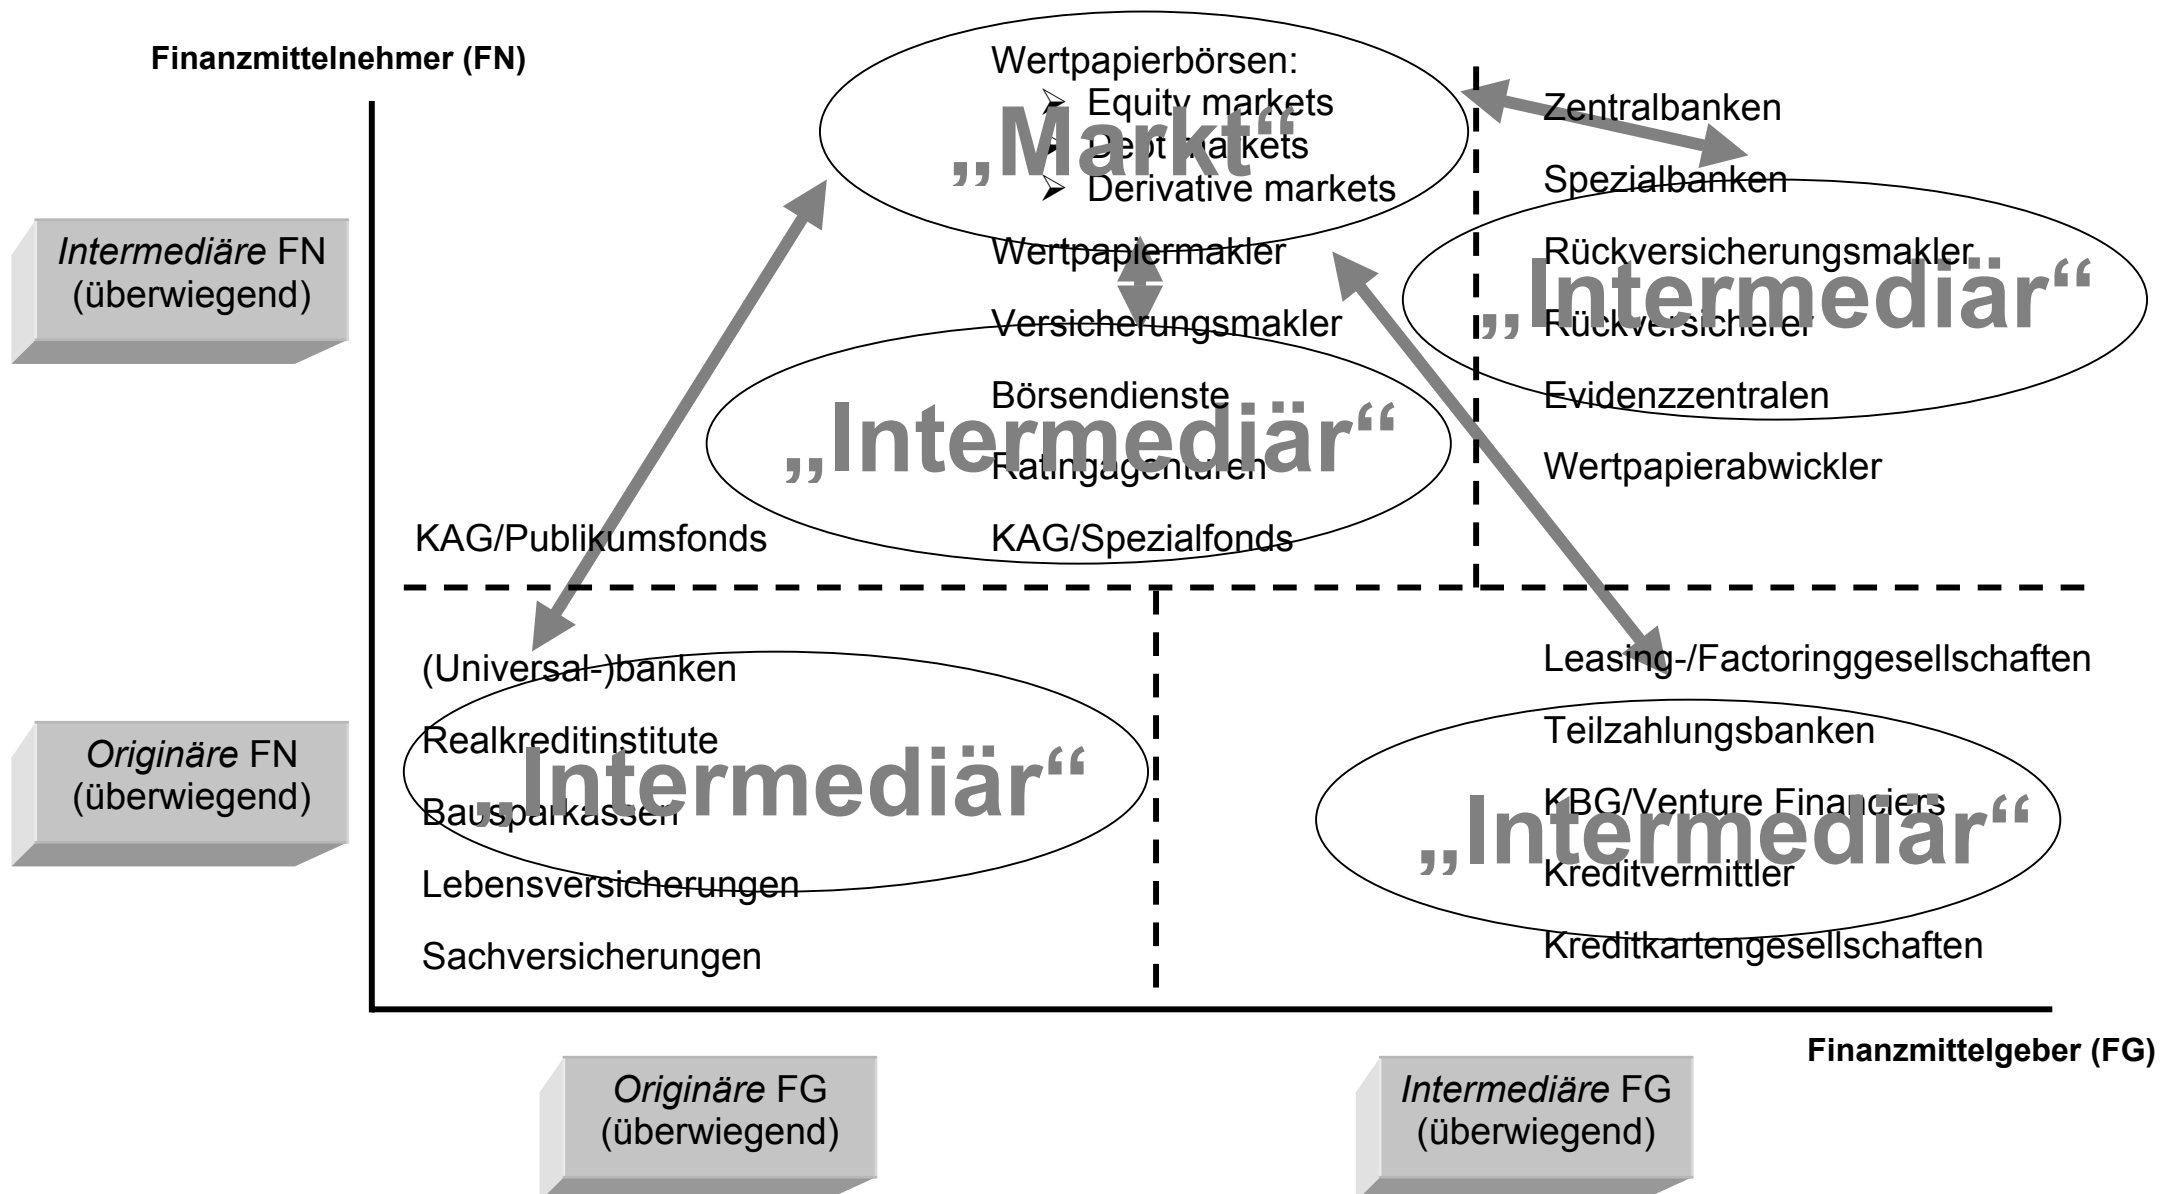 Finanzmittelnehmer (FN)
Wertpapierbörsen:
➢ Equity markets
➢ Debt markets
➢ Derivative markets
„Markt“
Wertpapiermakler
Versicherungsmakler
Börsendienste
Ratingagenturen
KAG/Spezialfonds
„Intermediär“
KAG/Publikumsfonds
Zentralbanken
Spezialbanken
Rückversicherungsmakler
Rückversicherer
Evidenzzentralen
Wertpapierabwickler
„Intermediär“
Intermediäre FN
(überwiegend)
Originäre FN
(überwiegend)
(Universal-)banken
Realkreditinstitute
Bausparkassen
Lebensversicherungen
Sachversicherungen
„Intermediär“
Leasing-/Factoringgesellschaften
Teilzahlungsbanken
KBG/Venture Financiers
Kreditvermittler
Kreditkartengesellschaften
„Intermediär“
Finanzmittelgeber (FG)
Originäre FG
(überwiegend)
Intermediäre FG
(überwiegend)